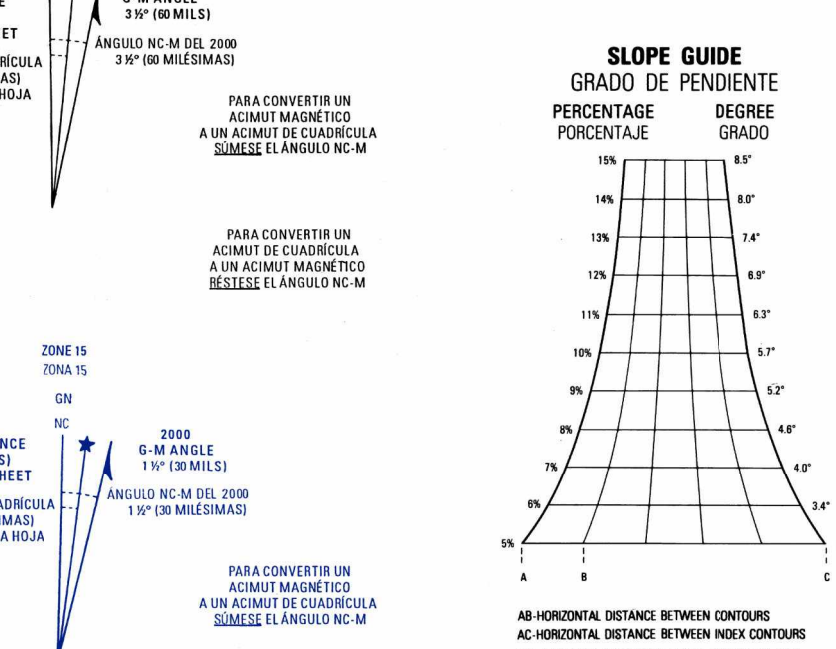 G-M ANGLE
3 ½° (60 MILS)
ÁNGULO NC-M DEL 2000
3 ½° (60 MILÉSIMAS)
PARA CONVERTIR UN
ACIMUT MAGNÉTICO
A UN ACIMUT DE CUADRÍCULA
SÚMESE EL ÁNGULO NC-M
PARA CONVERTIR UN
ACIMUT DE CUADRÍCULA
A UN ACIMUT MAGNÉTICO
RÉSTESE EL ÁNGULO NC-M
ET
RÍCULA
AS)
HOJA
ZONE 15
ZONA 15
GN
NC
NCE
S)
HEET
ADRÍCULA
IMAS)
A HOJA
2000
G-M ANGLE
1 ½° (30 MILS)
ÁNGULO NC-M DEL 2000
1 ½° (30 MILÉSIMAS)
PARA CONVERTIR UN
ACIMUT MAGNÉTICO
A UN ACIMUT DE CUADRÍCULA
SÚMESE EL ÁNGULO NC-M
SLOPE GUIDE
GRADO DE PENDIENTE
PERCENTAGE DEGREE
PORCENTAJE GRADO
15% 8.5°
14% 8.0°
13% 7.4°
12% 6.9°
11% 6.3°
10% 5.7°
9% 5.2°
8% 4.6°
7% 4.0°
6% 3.4°
5%
A B C
AB-HORIZONTAL DISTANCE BETWEEN CONTOURS
AC-HORIZONTAL DISTANCE BETWEEN INDEX CONTOURS